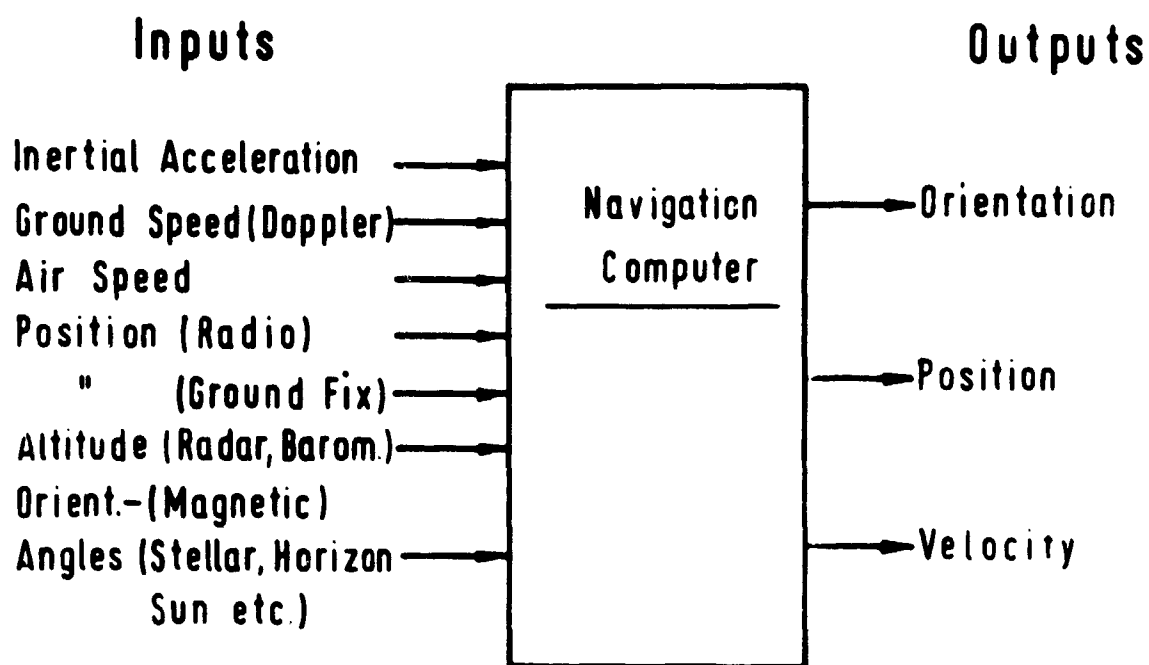 Inputs
Outputs
Inertial Acceleration
Ground Speed (Doppler)
Air Speed
Position (Radio)
" (Ground Fix)
Altitude (Radar, Barom.)
Orient.-(Magnetic)
Angles (Stellar, Horizon
Sun etc.)
Navigation
Computer
Orientation
Position
Velocity